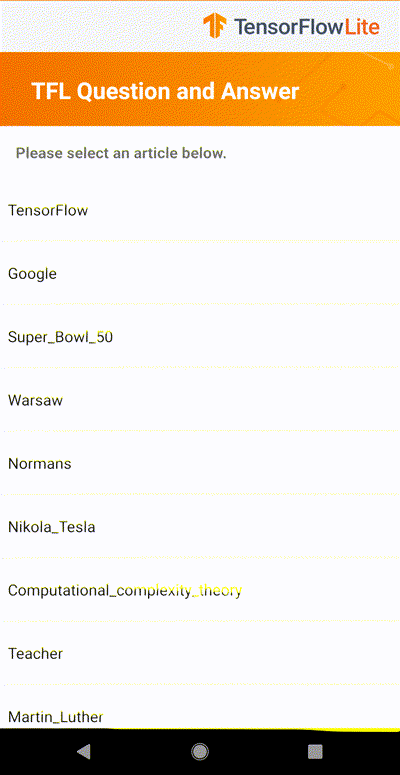 TensorFlowLite
TFL Question and Answer
Please select an article below.
TensorFlow
Google
Super_Bowl_50
Warsaw
Normans
Nikola_Tesla
Computational_complexity_theory
Teacher
Martin_Luther